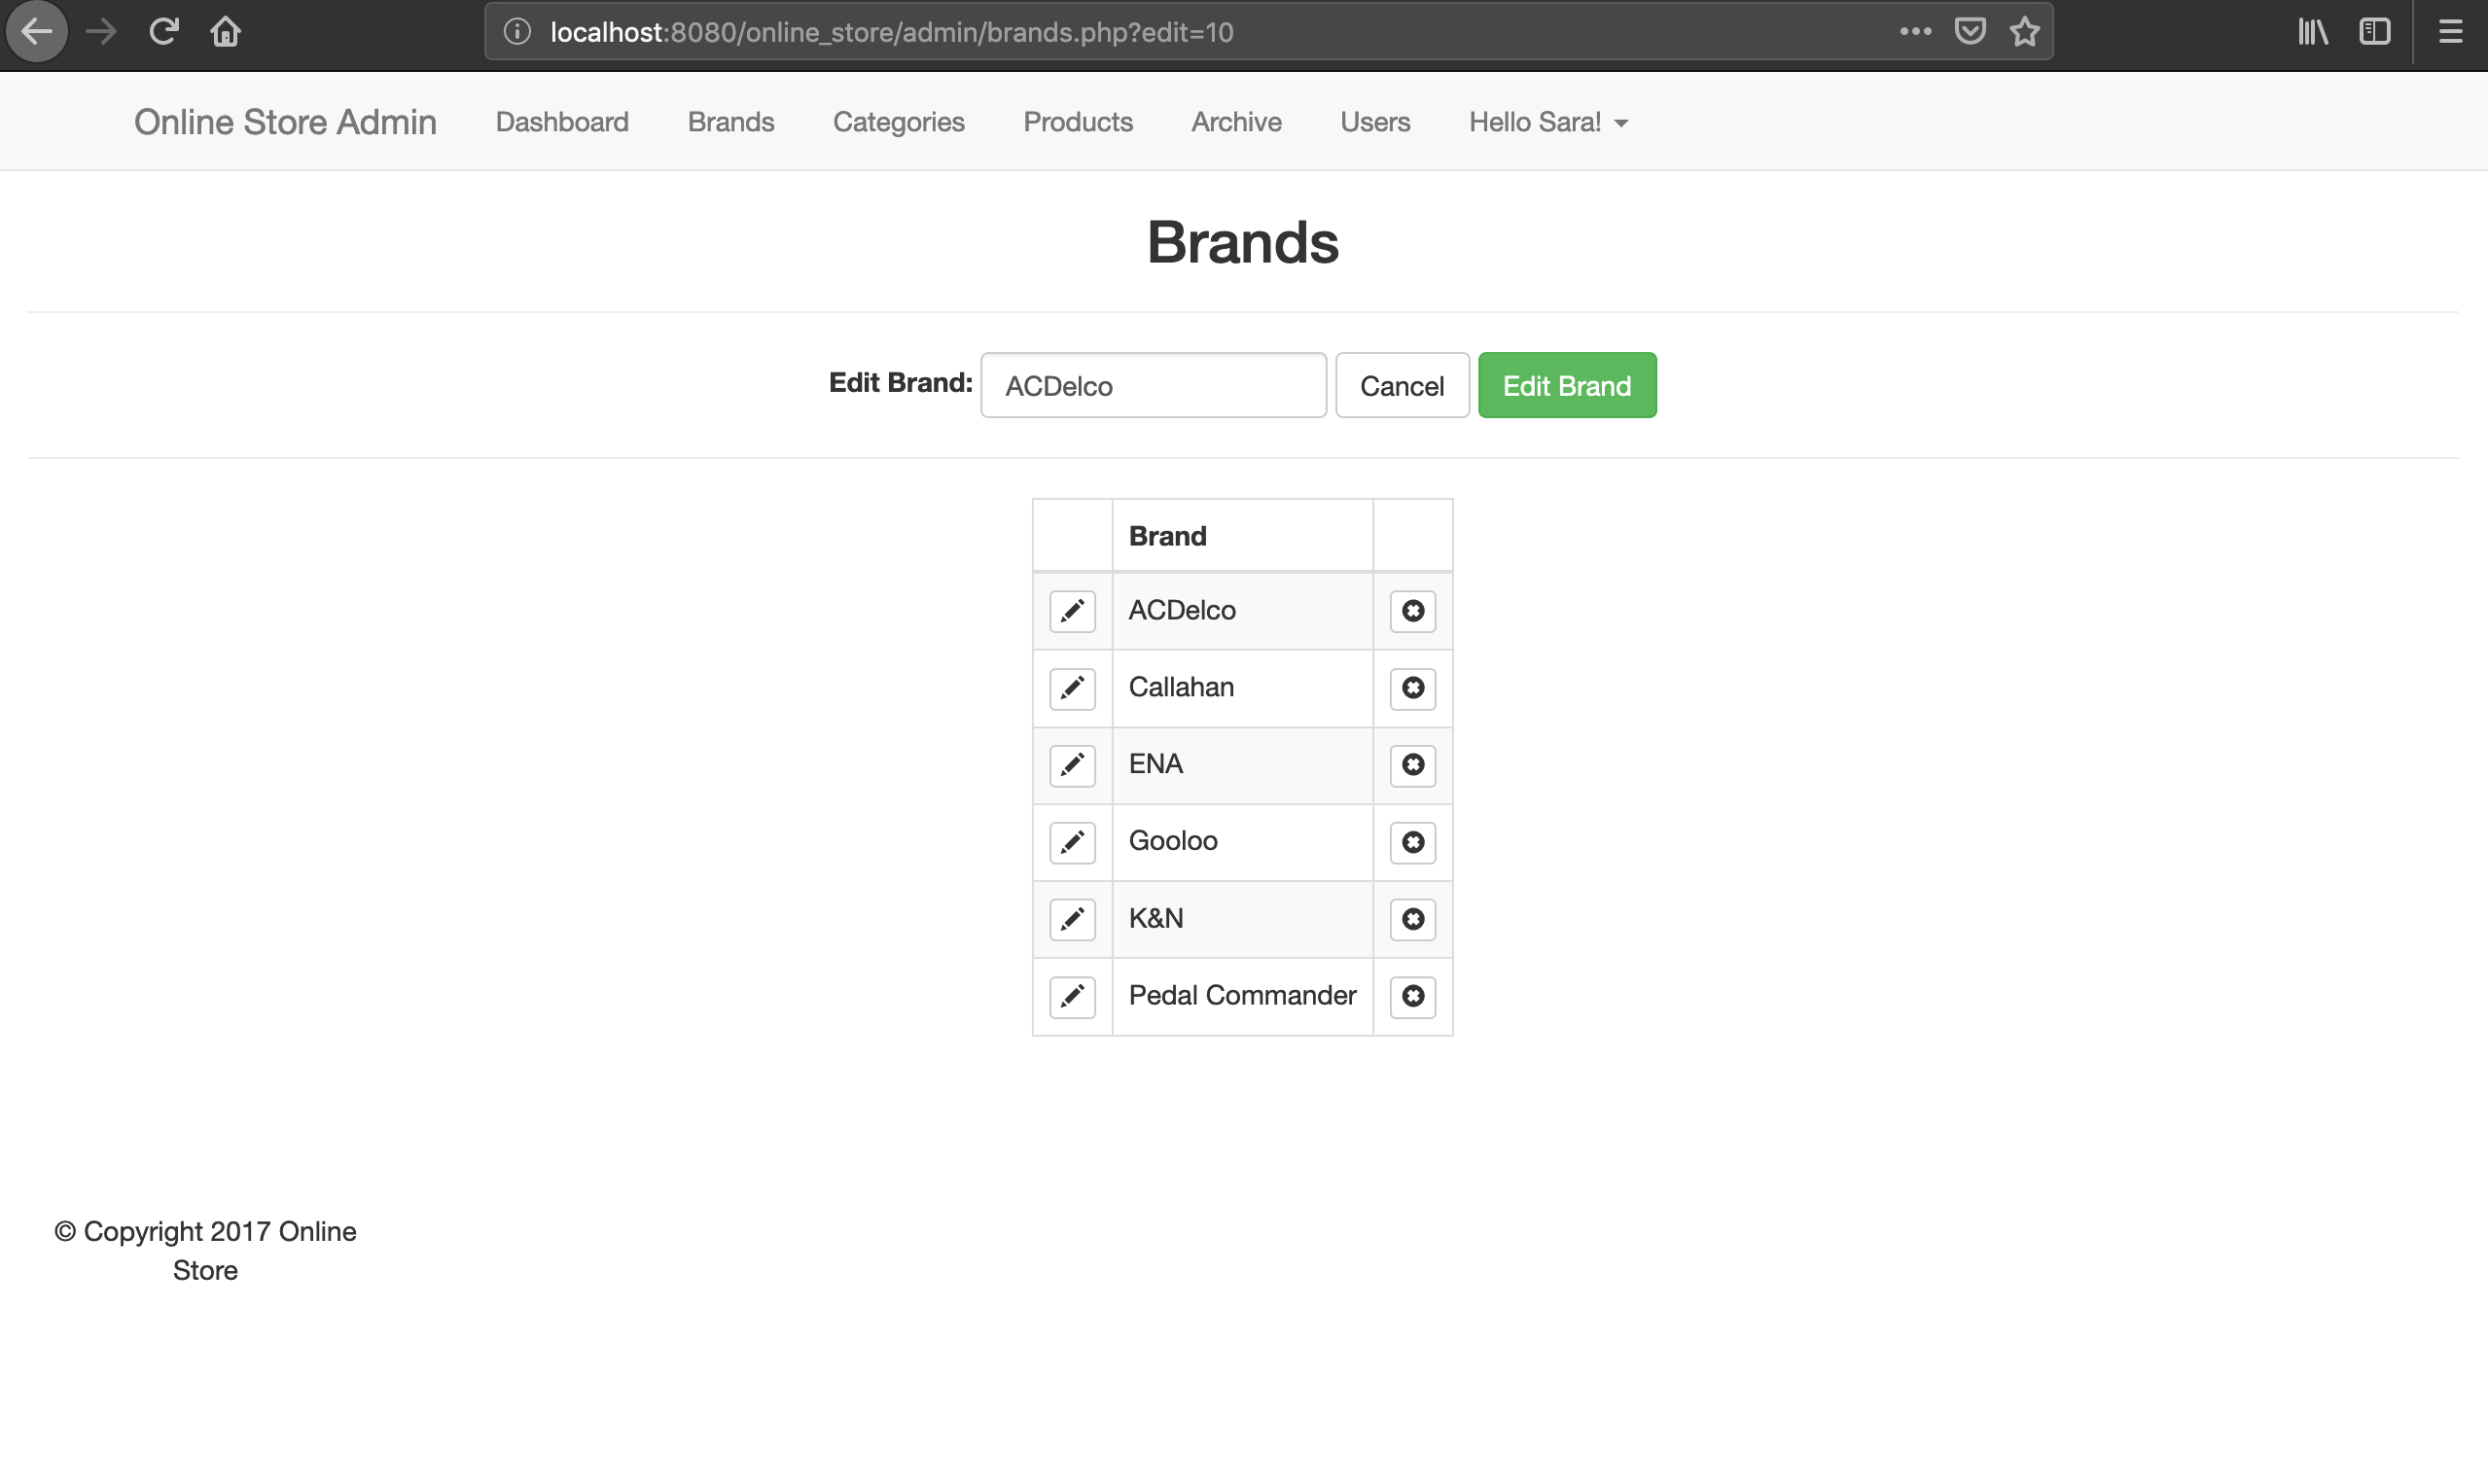 localhost:8080/online_store/admin/brands.php?edit=10
Online Store Admin Dashboard Brands Categories Products Archive Users Hello Sara!
Brands
Edit Brand: ACDelco Cancel Edit Brand
Brand
ACDelco
Callahan
ENA
Gooloo
K&N
Pedal Commander
© Copyright 2017 Online
Store